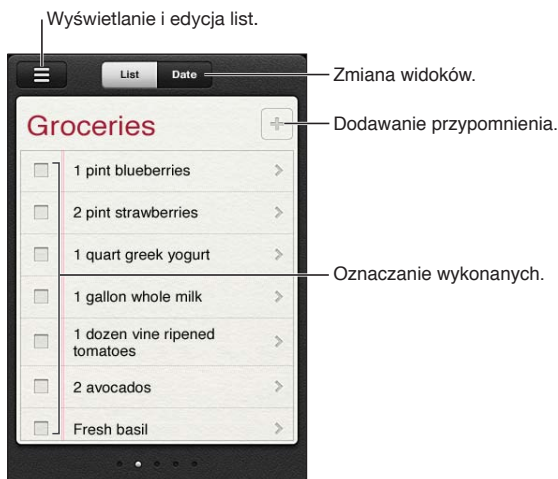 Wyświetlanie i edycja list.
List Date
Zmiana widoków.
Groceries
Dodawanie przypomnienia.
1 pint blueberries
2 pint strawberries
1 quart greek yogurt
Oznaczanie wykonanych.
1 gallon whole milk
1 dozen vine ripened
tomatoes
2 avocados
Fresh basil